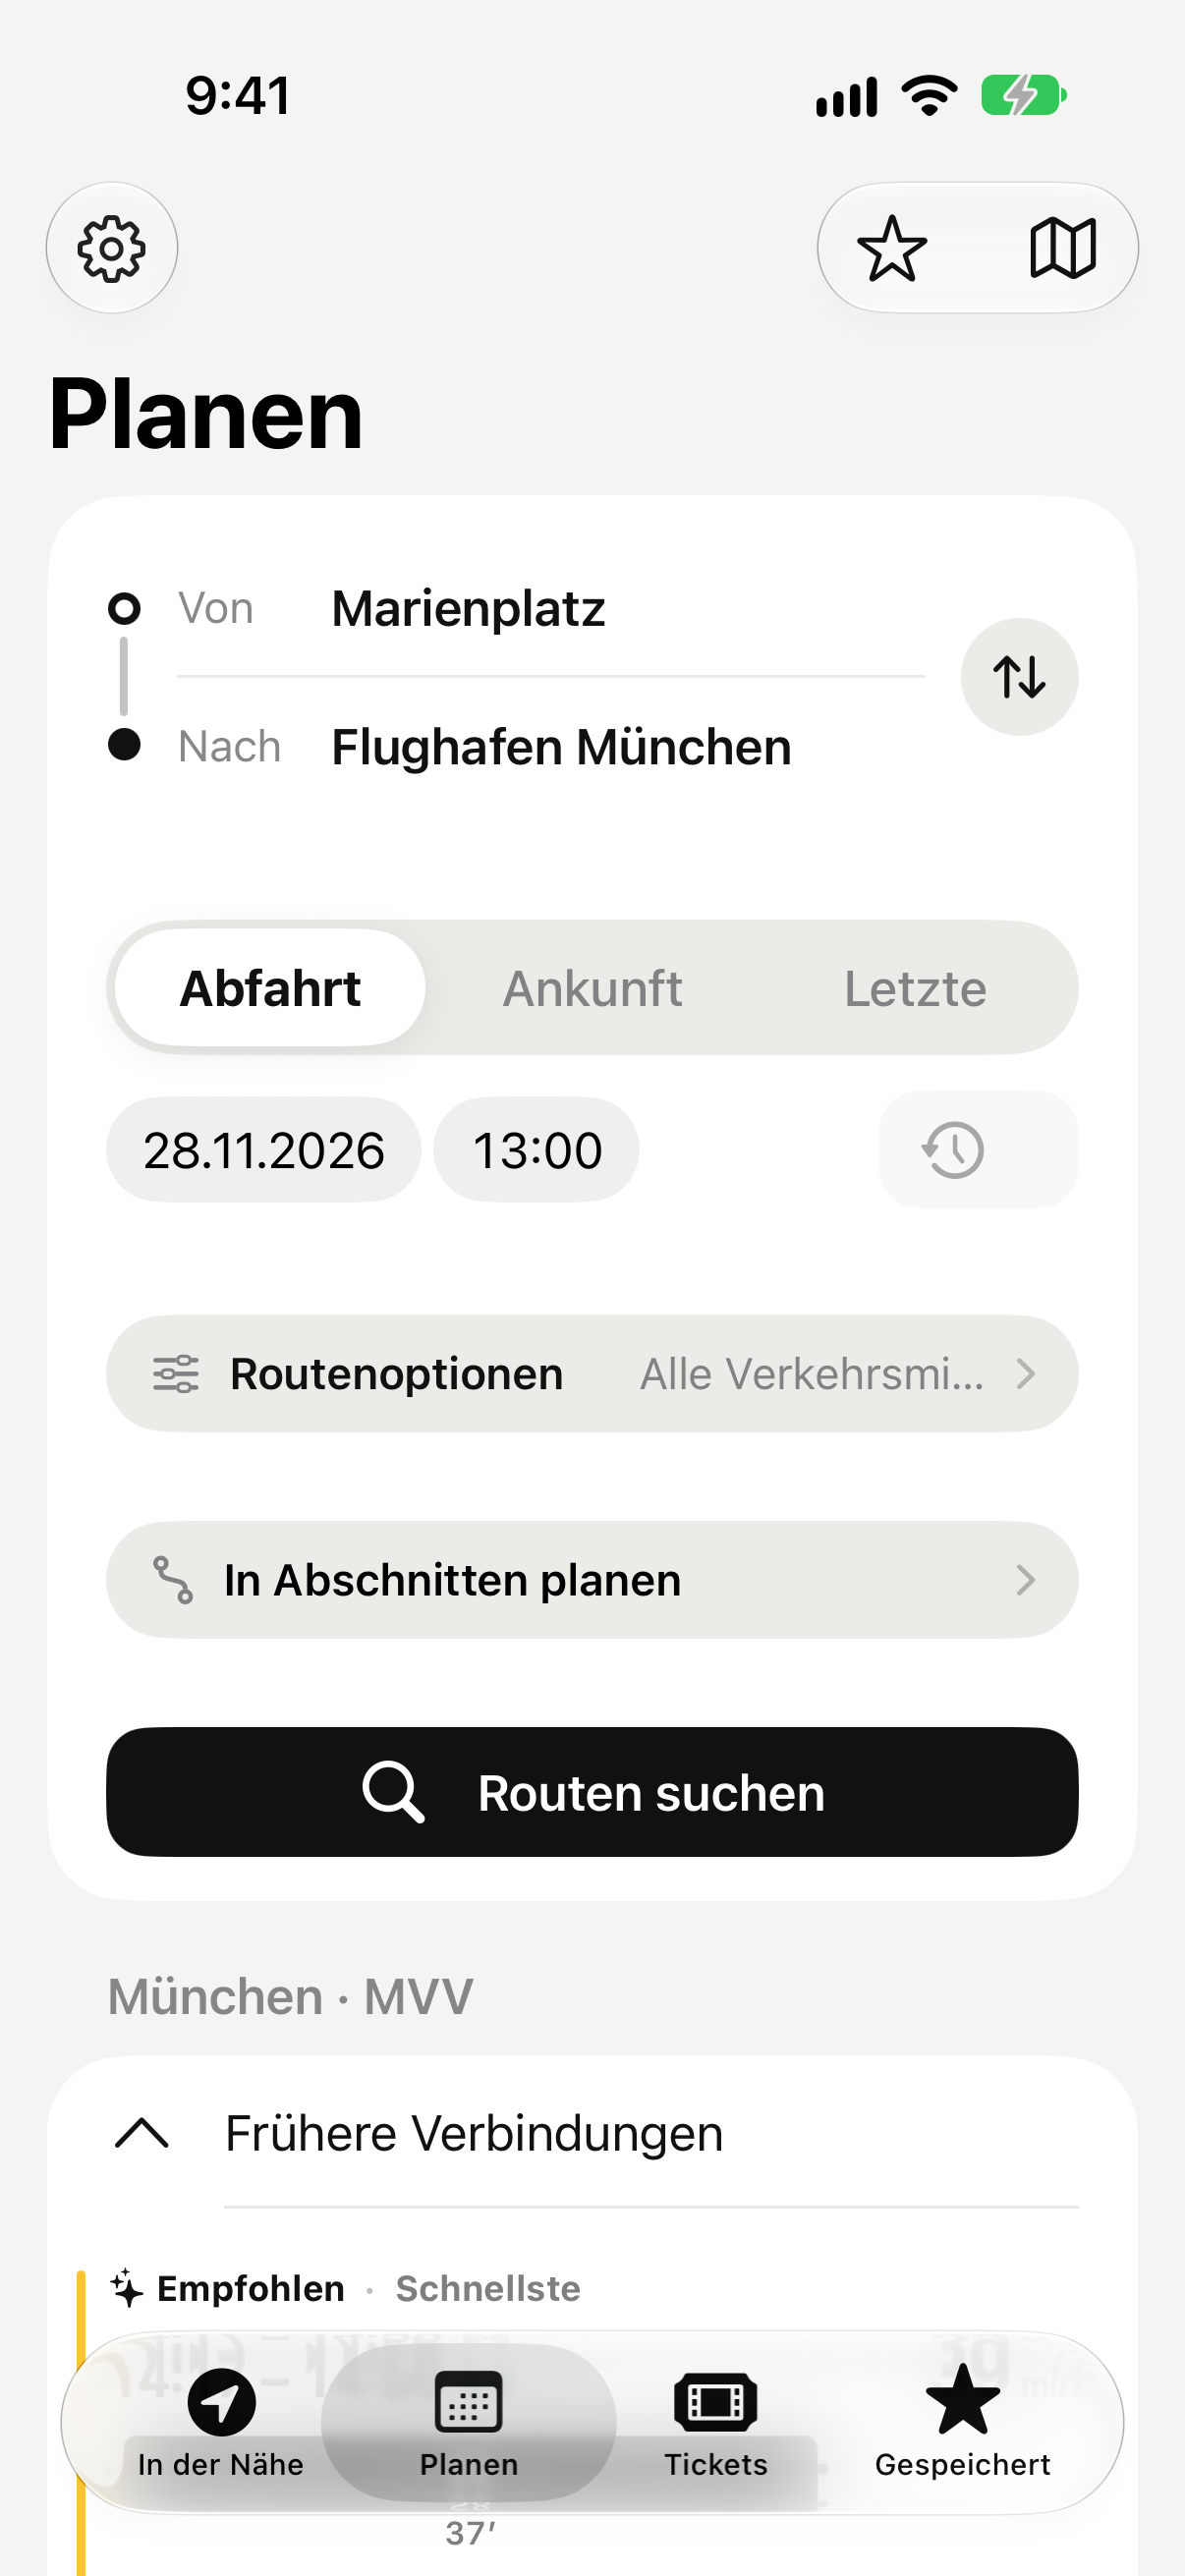 9:41
Planen
Von Marienplatz
Nach Flughafen München
Abfahrt Ankunft Letzte
28.11.2026 13:00
Routenoptionen Alle Verkehrsmi...
In Abschnitten planen
Routen suchen
München · MVV
Frühere Verbindungen
Empfohlen · Schnellste
In der Nähe Planen Tickets Gespeichert
37′